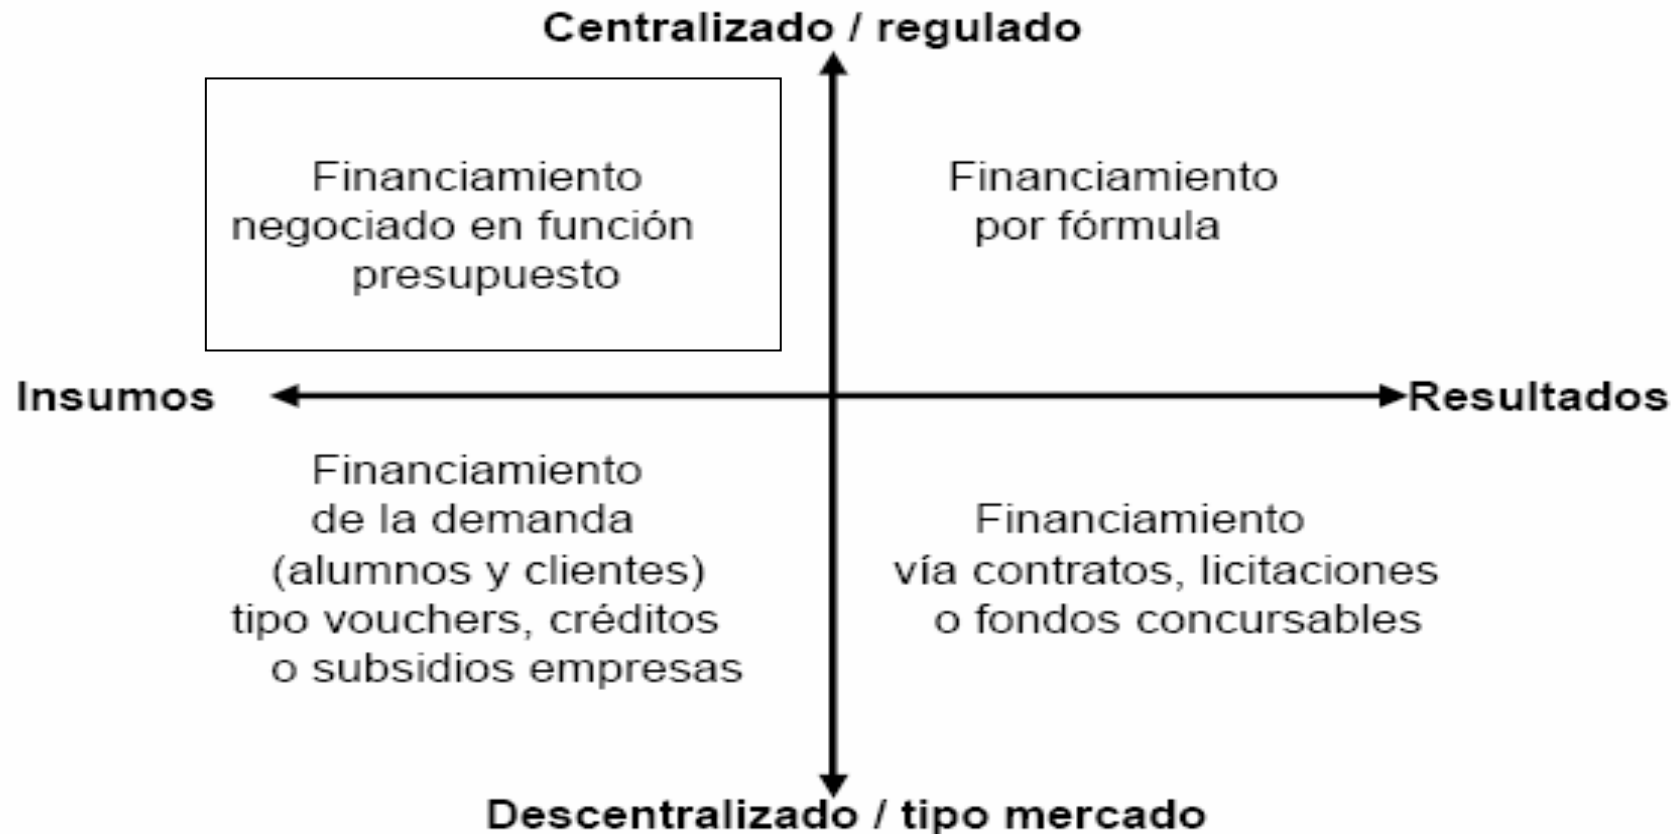 Centralizado / regulado
Financiamiento
negociado en función
presupuesto
Financiamiento
por fórmula
Insumos
Resultados
Financiamiento
de la demanda
(alumnos y clientes)
tipo vouchers, créditos
o subsidios empresas
Financiamiento
vía contratos, licitaciones
o fondos concursables
Descentralizado / tipo mercado